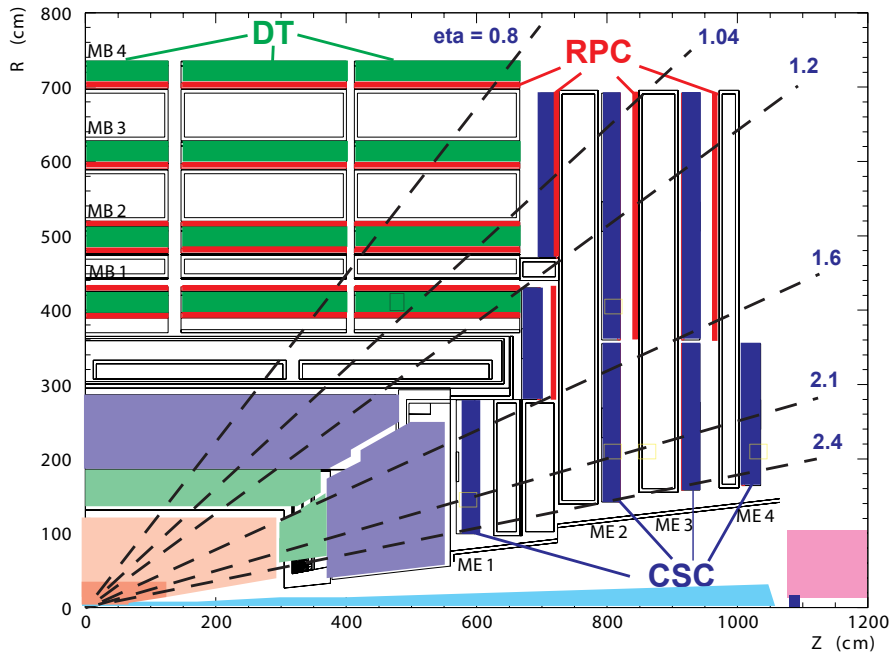 R (cm)
800
700
600
500
400
300
200
100
0
0
200
400
600
800
1000
1200
Z (cm)
MB 4
MB 3
MB 2
MB 1
DT
eta = 0.8
RPC
1.04
1.2
1.6
2.1
2.4
ME 1
ME 2
ME 3
ME 4
CSC